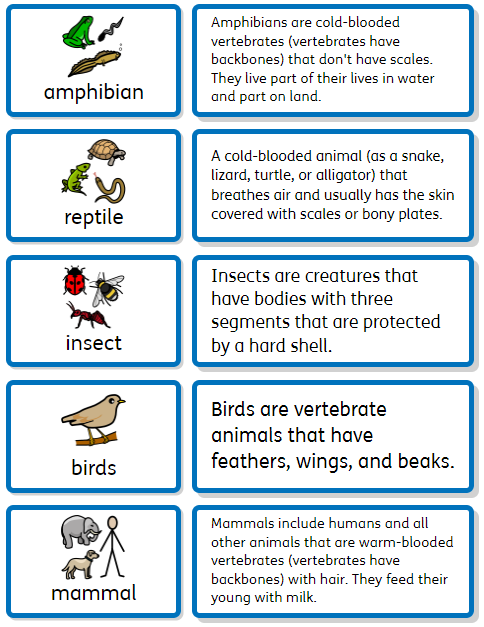 amphibian
Amphibians are cold-blooded
vertebrates (vertebrates have
backbones) that don't have scales.
They live part of their lives in water
and part on land.
reptile
A cold-blooded animal (as a snake,
lizard, turtle, or alligator) that
breathes air and usually has the skin
covered with scales or bony plates.
insect
Insects are creatures that
have bodies with three
segments that are protected
by a hard shell.
birds
Birds are vertebrate
animals that have
feathers, wings, and beaks.
mammal
Mammals include humans and all
other animals that are warm-blooded
vertebrates (vertebrates have
backbones) with hair. They feed their
young with milk.